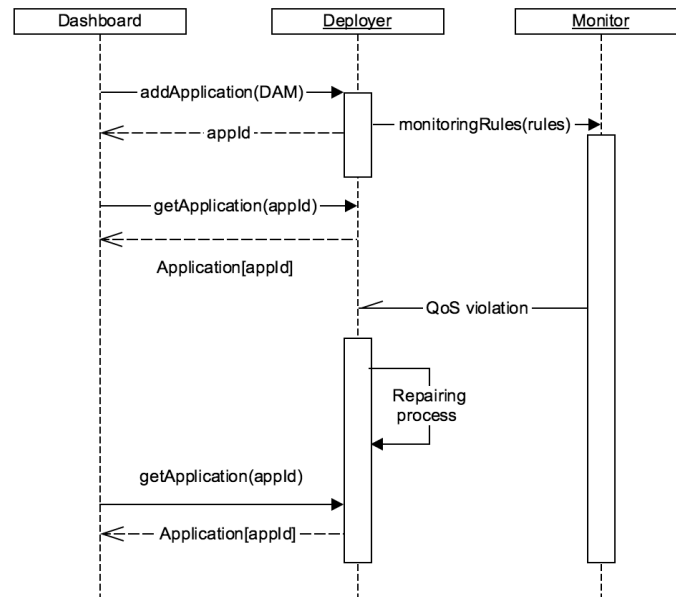 Dashboard
Deployer
Monitor
addApplication(DAM)
monitoringRules(rules)
appId
getApplication(appId)
Application[appId]
QoS violation
Repairing
process
getApplication(appId)
Application[appId]